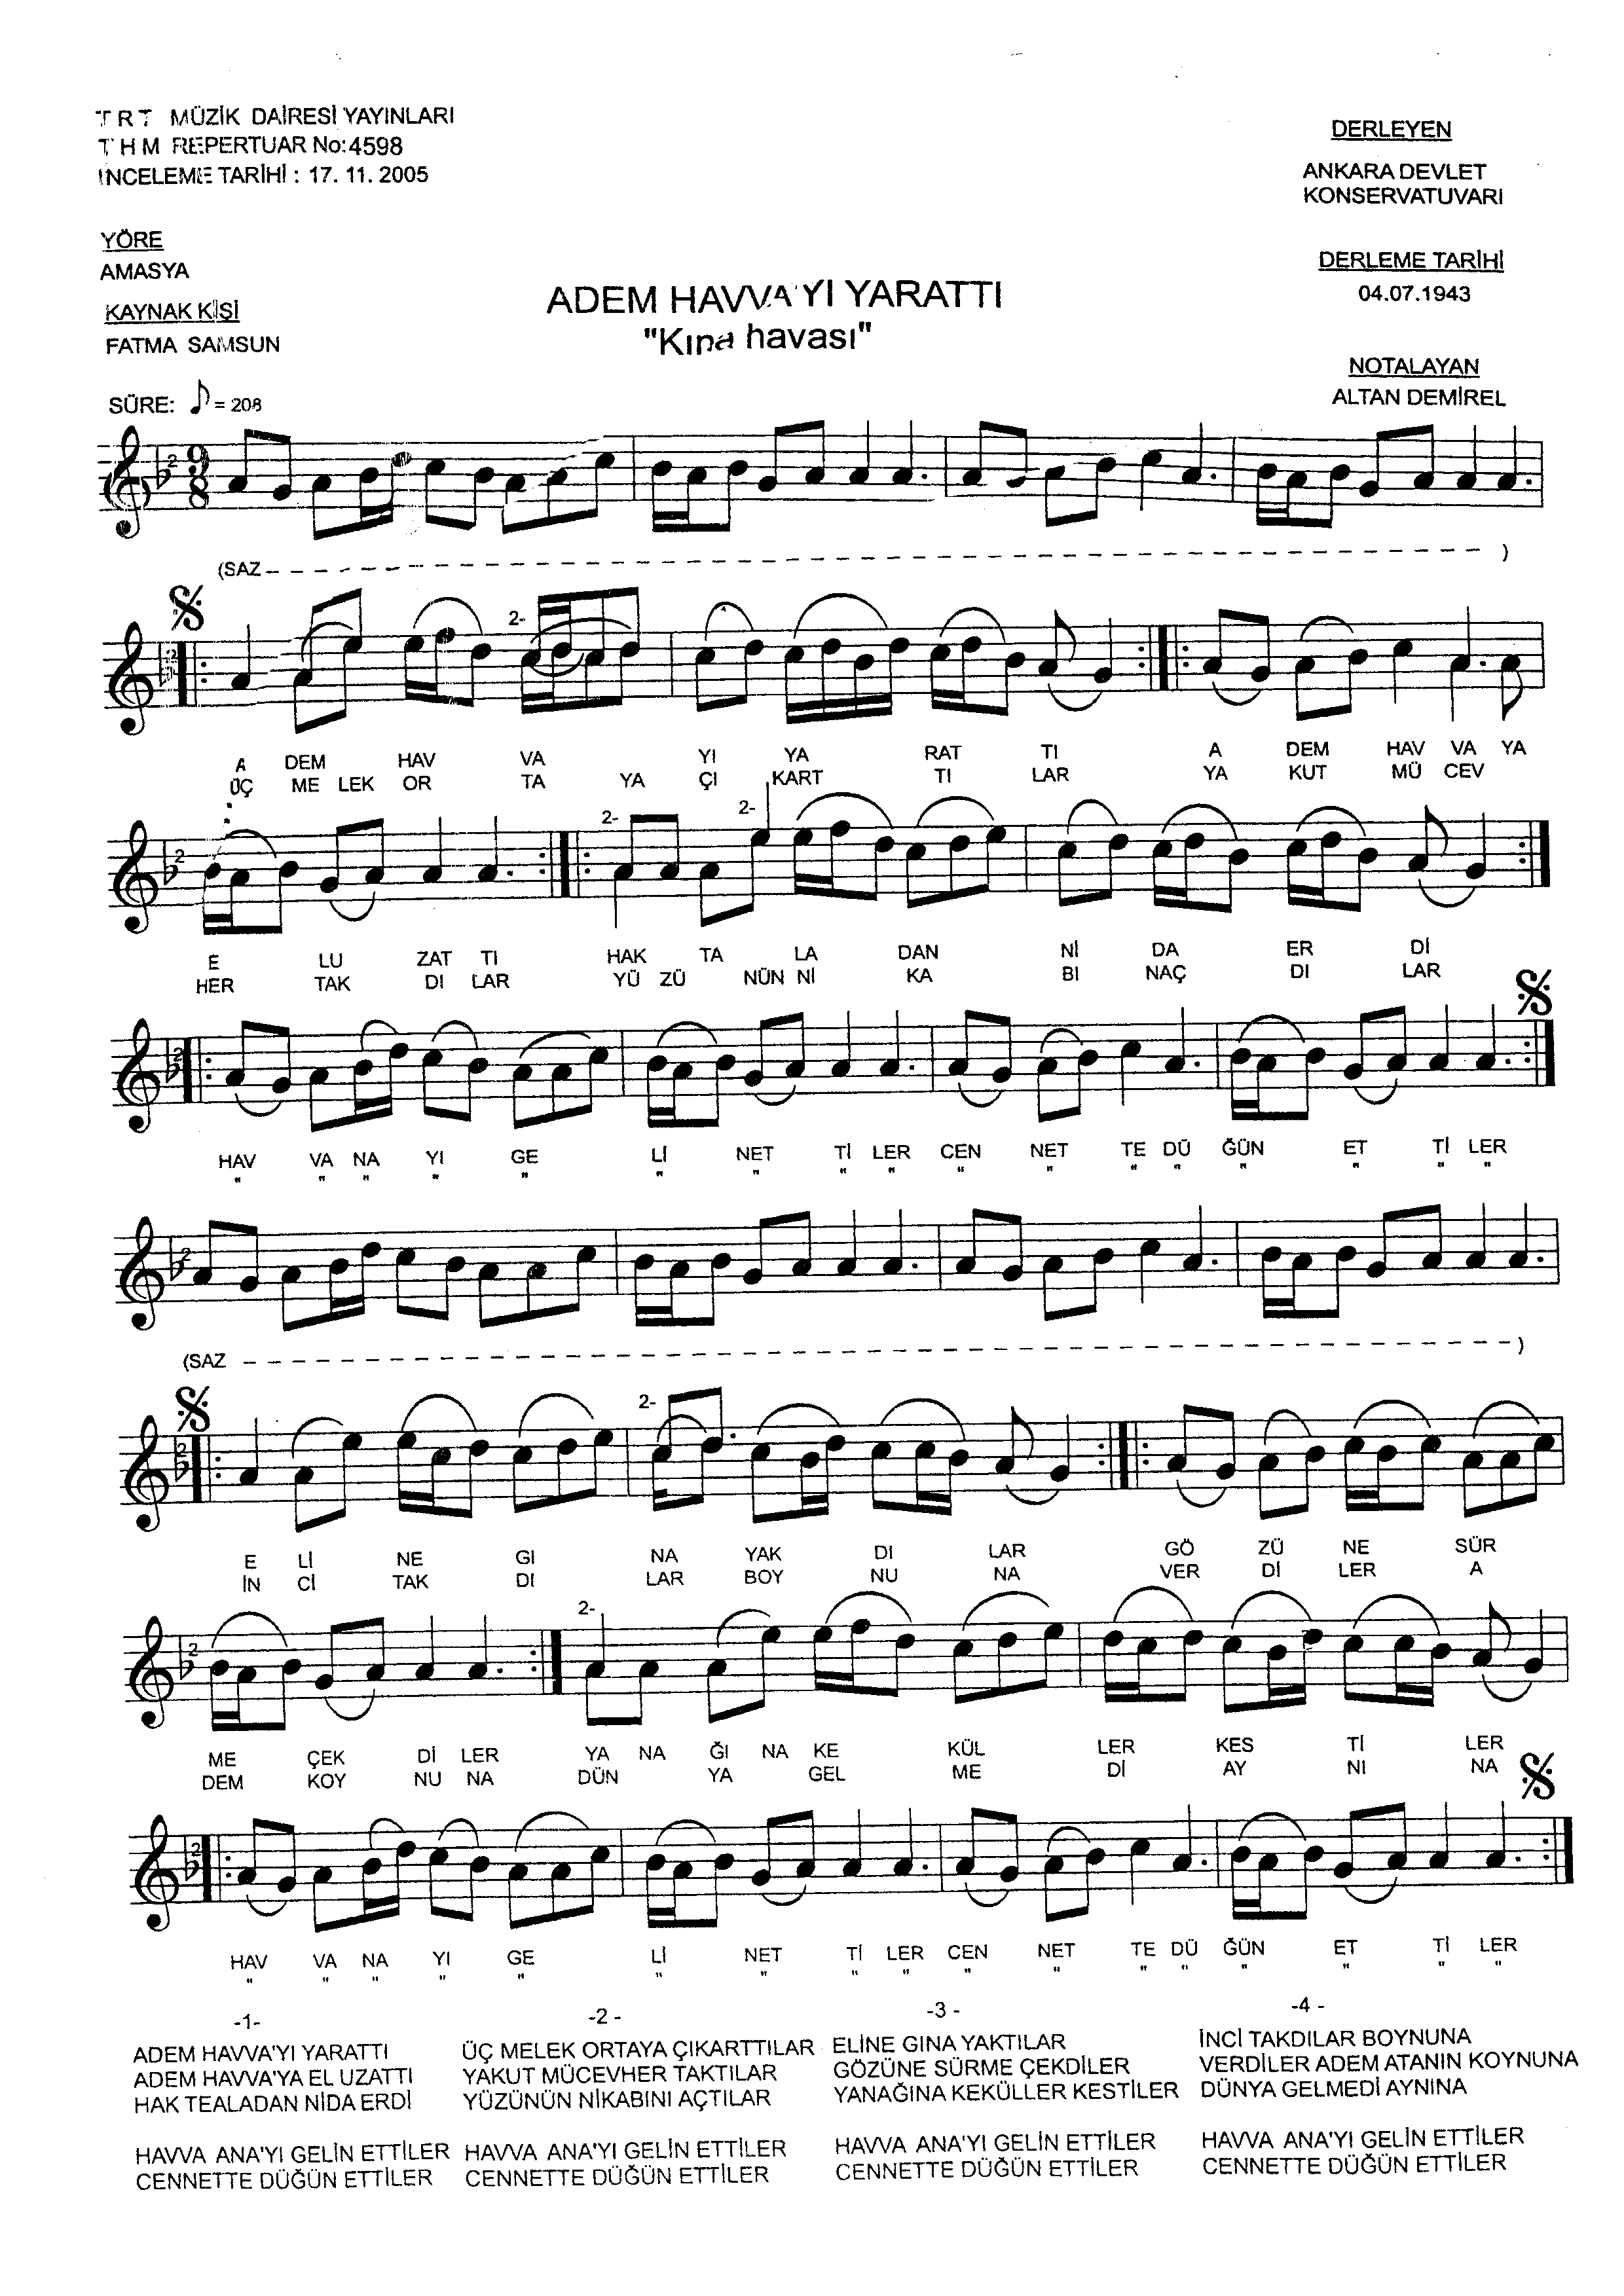 TRT MÜZİK DAİRESİ YAYINLARI
THM REPERTUAR No:4598
İNCELEME TARİHİ : 17. 11. 2005
DERLEYEN
ANKARA DEVLET
KONSERVATUVARI
YÖRE
AMASYA
DERLEME TARİHİ
04.07.1943
KAYNAK KİŞİ
FATMA SAMSUN
ADEM HAVVA'YI YARATTI
"Kına havası"
NOTALAYAN
ALTAN DEMİREL
SÜRE: ♪ = 208
2 9 8
(SAZ )
2 2-
A DEM HAV VA YI YA RAT TI A DEM HAV VA YA
ÜÇ ME LEK OR TA YA ÇI KART TI LAR YA KUT MÜ CEV
2 2- 2-
E LU ZAT TI HAK TA LA DAN Nİ DA ER Dİ
HER TAK DI LAR YÜ ZÜ NÜN Nİ KA BI NAÇ DI LAR
2
HAV VA NA YI GE Lİ NET Tİ LER CEN NET TE DÜ ĞÜN ET Tİ LER
" " " " " " " " " " " " " " " " "
2
(SAZ )
2 2-
E Lİ NE GI NA YAK DI LAR GÖ ZÜ NE SÜR
İN Cİ TAK DI LAR BOY NU NA VER Dİ LER A
2 2-
ME ÇEK Dİ LER YA NA ĞI NA KE KÜL LER KES Tİ LER
DEM KOY NU NA DÜN YA GEL ME Dİ AY NI NA
2
HAV VA NA YI GE Lİ NET Tİ LER CEN NET TE DÜ ĞÜN ET Tİ LER
" " " " " " " " " " " " " " " " "
-1-
ADEM HAVVA'YI YARATTI
ADEM HAVVA'YA EL UZATTI
HAK TEALADAN NİDA ERDİ
HAVVA ANA'YI GELİN ETTİLER
CENNETTE DÜĞÜN ETTİLER
-2 -
ÜÇ MELEK ORTAYA ÇIKARTTILAR
YAKUT MÜCEVHER TAKTILAR
YÜZÜNÜN NİKABINI AÇTILAR
HAVVA ANA'YI GELİN ETTİLER
CENNETTE DÜĞÜN ETTİLER
-3 -
ELİNE GINA YAKTILAR
GÖZÜNE SÜRME ÇEKDİLER
YANAĞINA KEKÜLLER KESTİLER
HAVVA ANA'YI GELİN ETTİLER
CENNETTE DÜĞÜN ETTİLER
-4 -
İNCİ TAKDILAR BOYNUNA
VERDİLER ADEM ATANIN KOYNUNA
DÜNYA GELMEDİ AYNINA
HAVVA ANA'YI GELİN ETTİLER
CENNETTE DÜĞÜN ETTİLER